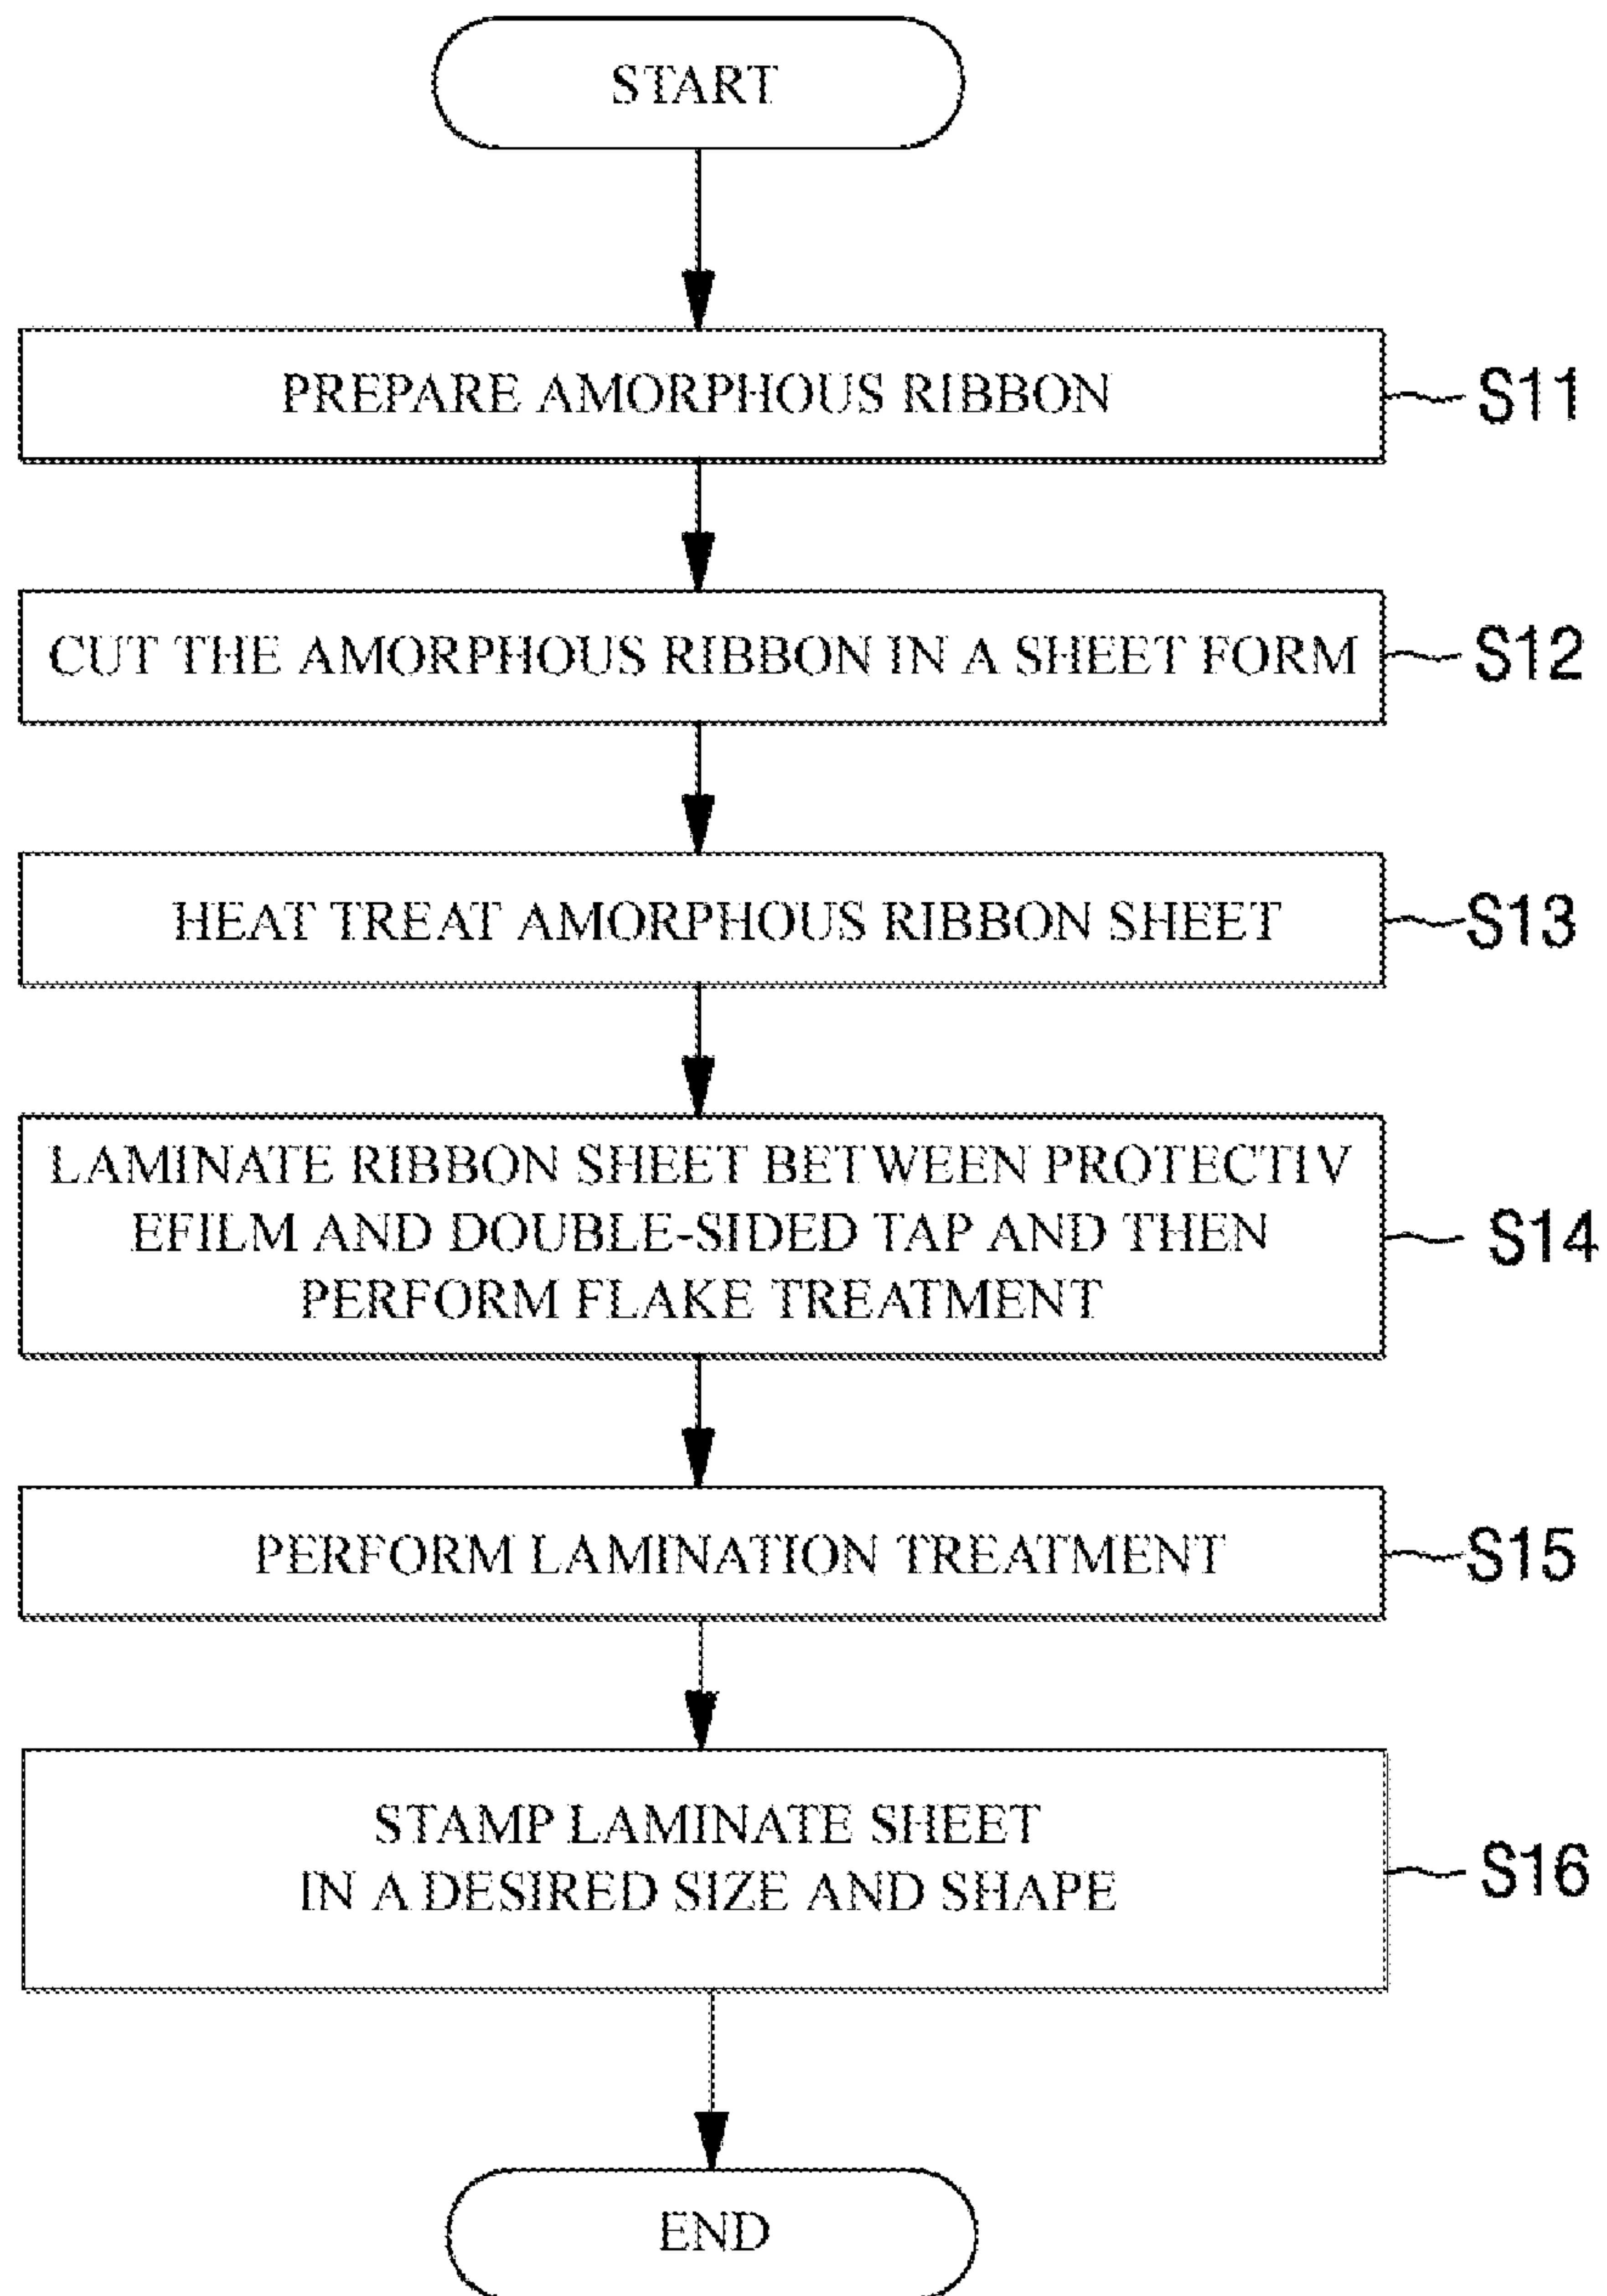 START
PREPARE AMORPHOUS RIBBON
S11
CUT THE AMORPHOUS RIBBON IN A SHEET FORM
S12
HEAT TREAT AMORPHOUS RIBBON SHEET
S13
LAMINATE RIBBON SHEET BETWEEN PROTECTIV
EFILM AND DOUBLE-SIDED TAP AND THEN
PERFORM FLAKE TREATMENT
S14
PERFORM LAMINATION TREATMENT
S15
STAMP LAMINATE SHEET
IN A DESIRED SIZE AND SHAPE
S16
END